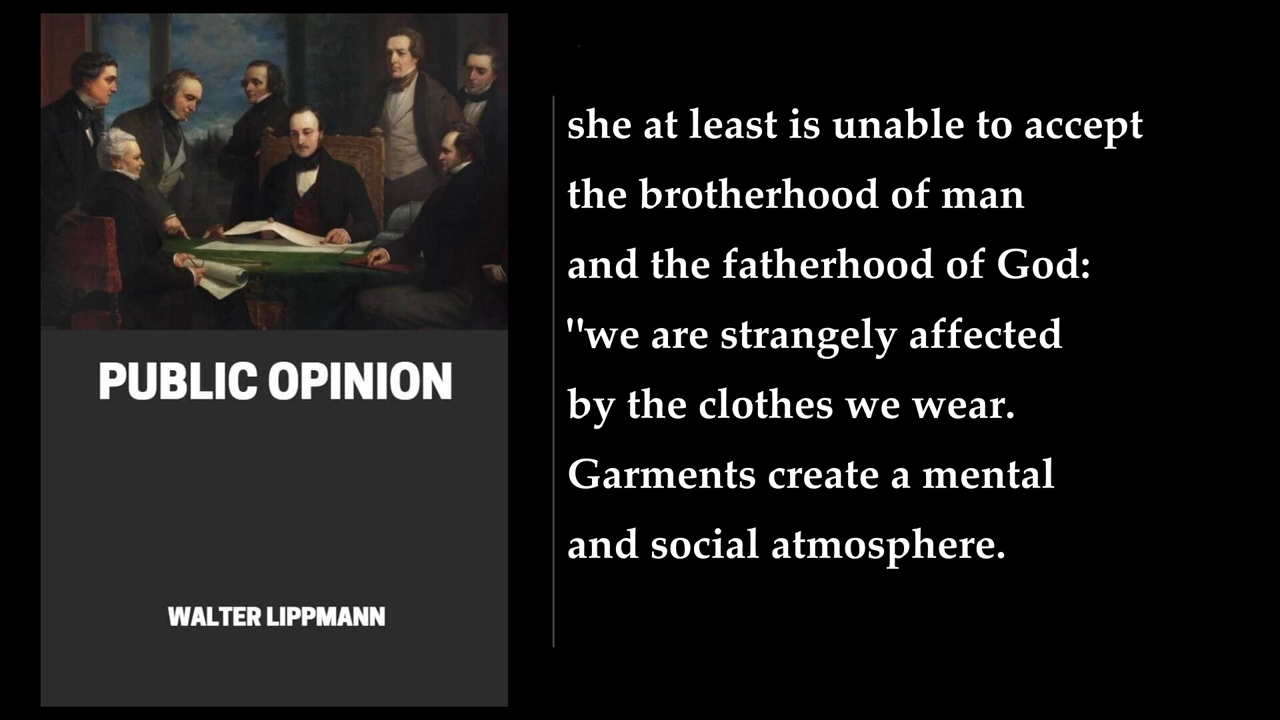 PUBLIC OPINION
WALTER LIPPMANN
she at least is unable to accept
the brotherhood of man
and the fatherhood of God:
"we are strangely affected
by the clothes we wear.
Garments create a mental
and social atmosphere.